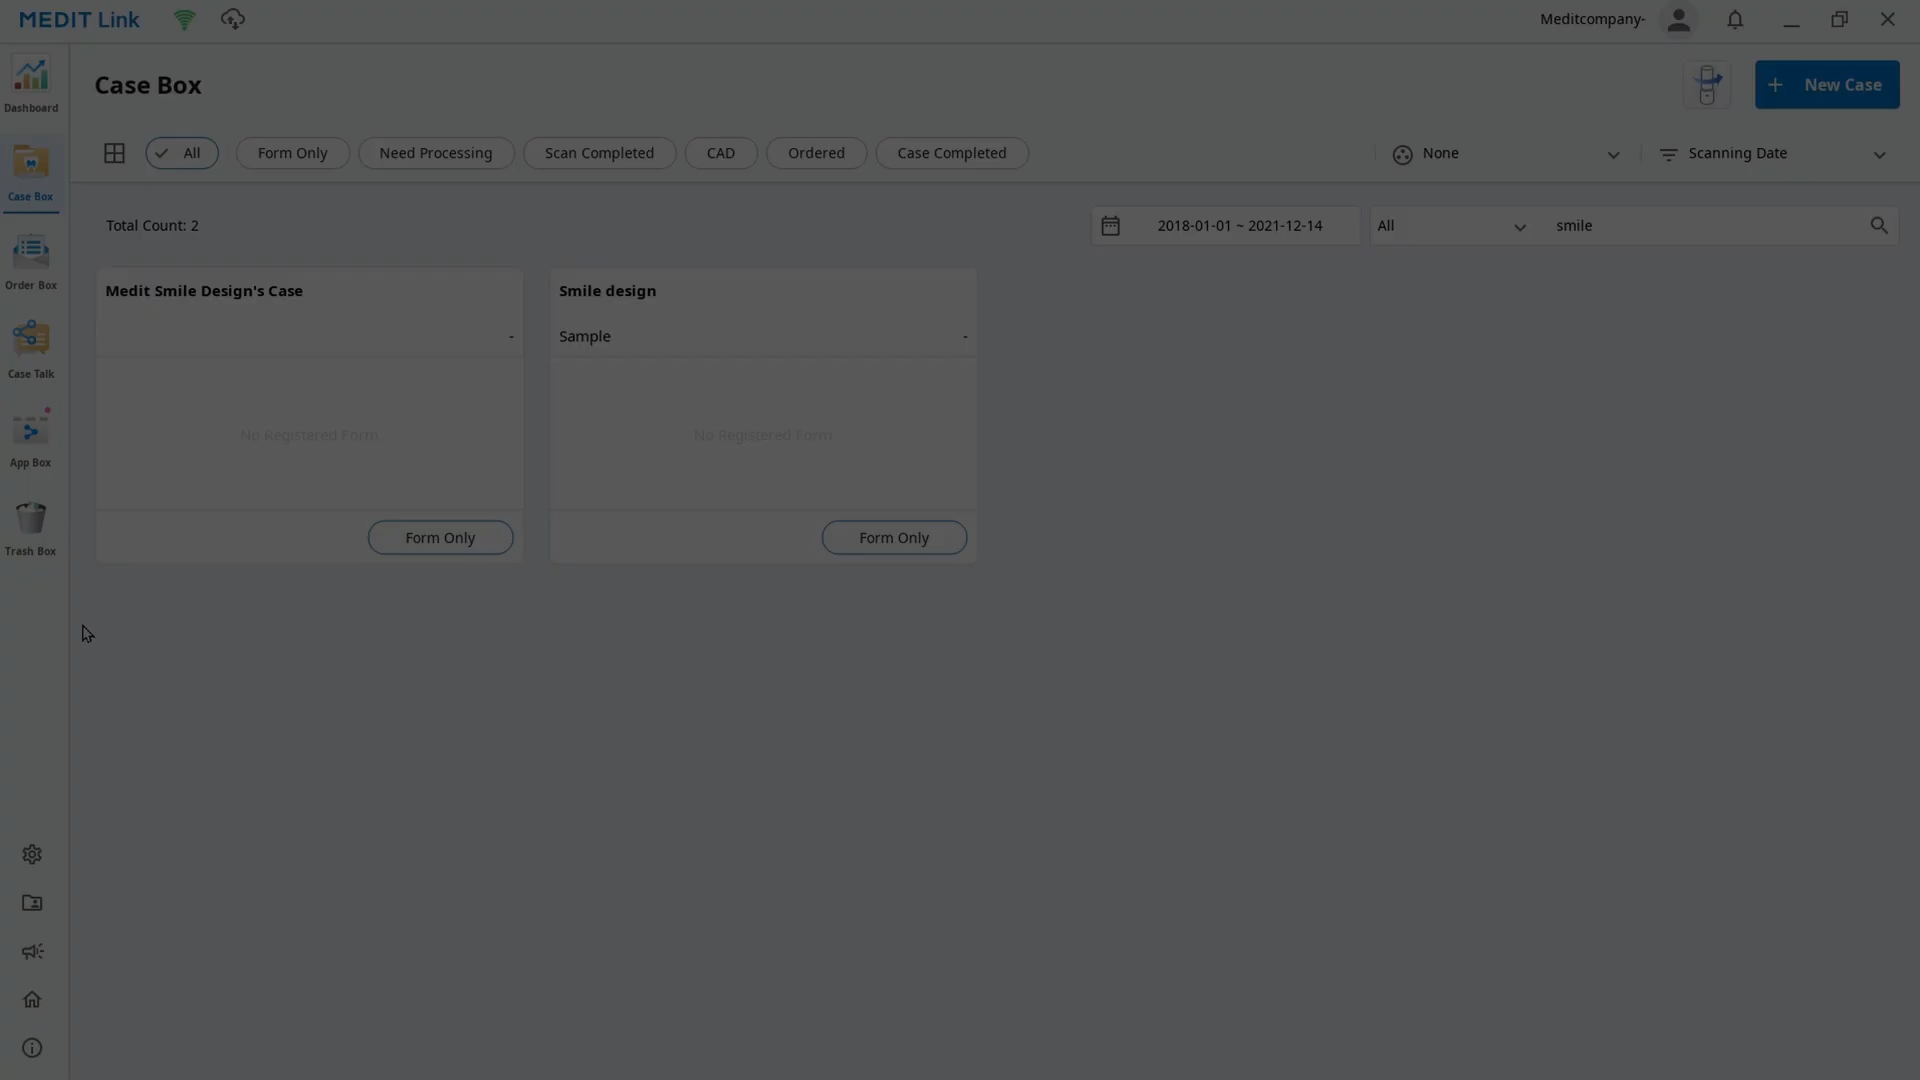 MEDIT Link
Meditcompany-
Dashboard
Case Box
New Case
All
Form Only
Need Processing
Scan Completed
CAD
Ordered
Case Completed
None
Scanning Date
Case Box
Total Count: 2
2018-01-01 ~ 2021-12-14
All
smile
Order Box
Medit Smile Design's Case
-
No Registered Form
Form Only
Smile design
Sample
-
No Registered Form
Form Only
Case Talk
App Box
Trash Box